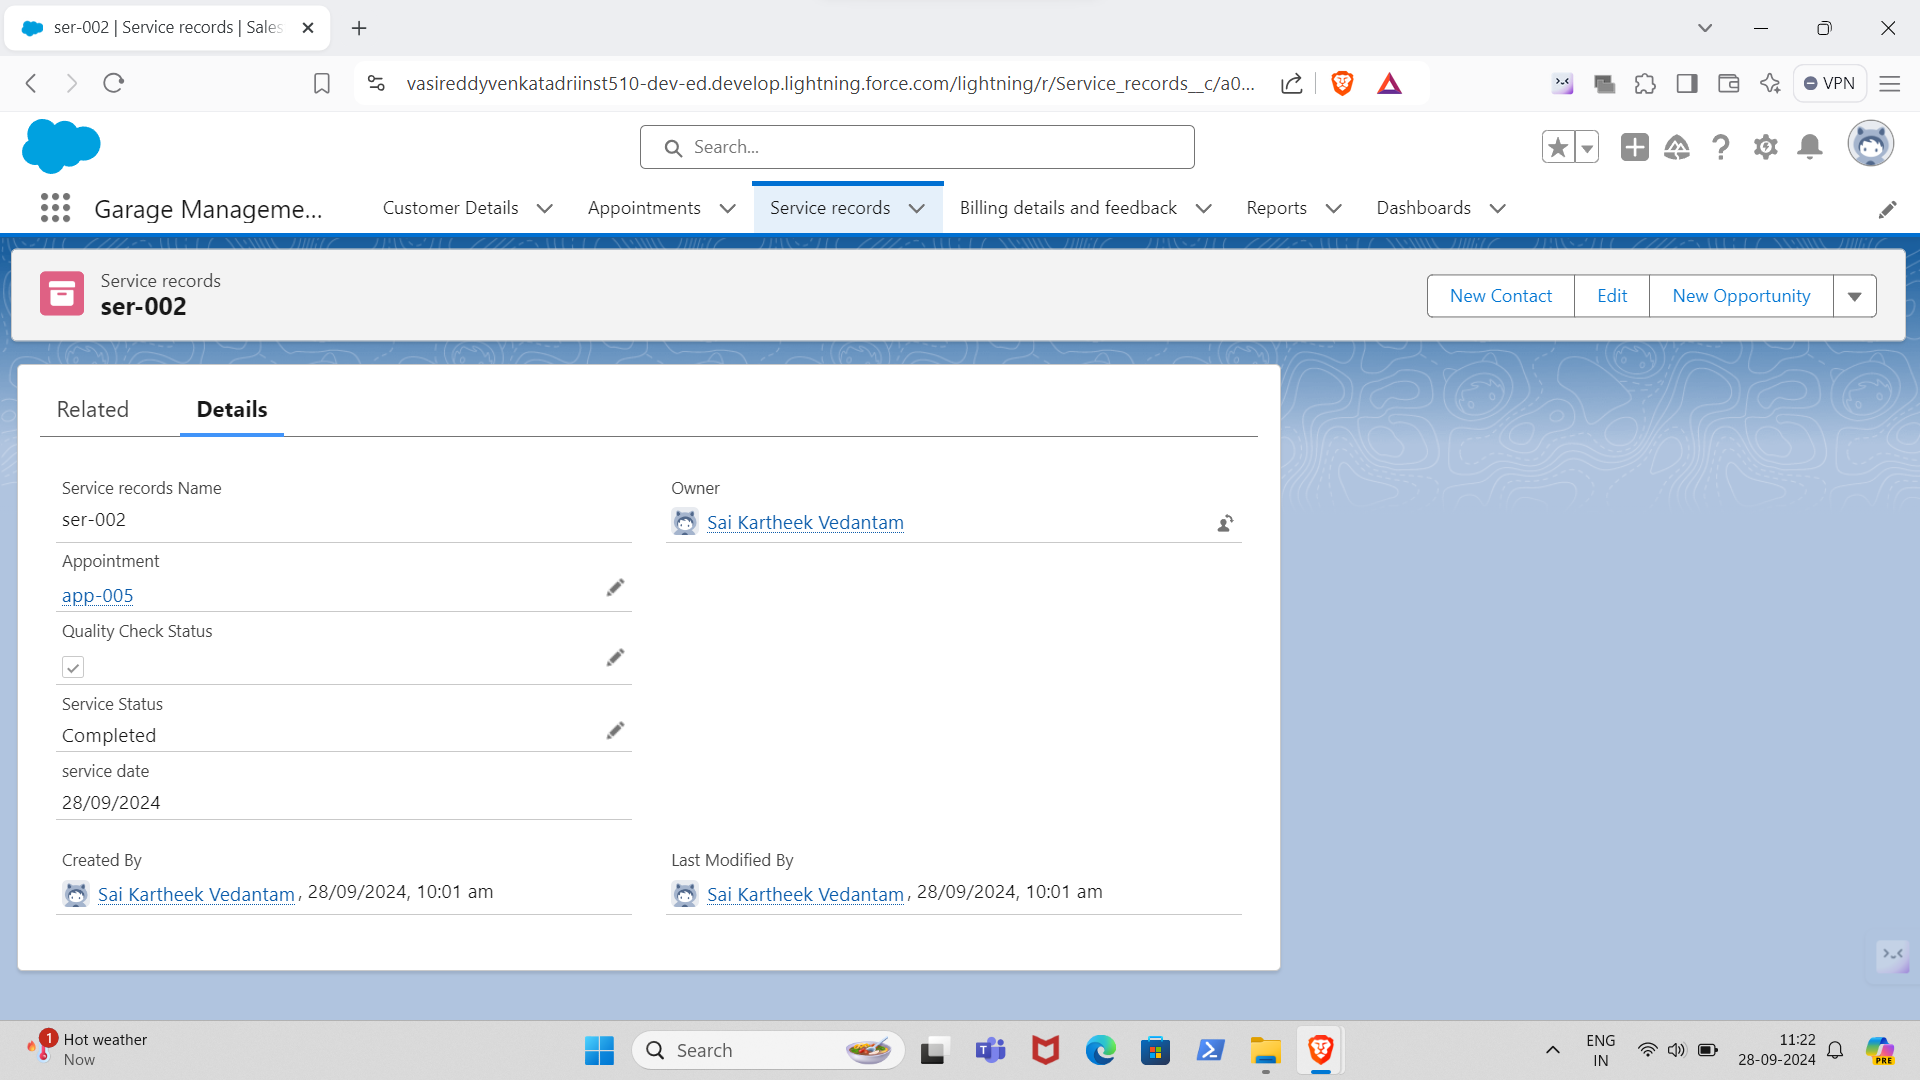 ser-002 | Service records | Sales
vasireddyvenkatadriinst510-dev-ed.develop.lightning.force.com/lightning/r/Service_records__c/a0...
VPN
Search...
Garage Manageme...
Customer Details
Appointments
Service records
Billing details and feedback
Reports
Dashboards
Service records
ser-002
New Contact
Edit
New Opportunity
Related
Details
Service records Name
ser-002
Owner
Sai Kartheek Vedantam
Appointment
app-005
Quality Check Status
Service Status
Completed
service date
28/09/2024
Created By
Sai Kartheek Vedantam, 28/09/2024, 10:01 am
Last Modified By
Sai Kartheek Vedantam, 28/09/2024, 10:01 am
1
Hot weather
Now
Search
ENG
IN
11:22
28-09-2024
PRE